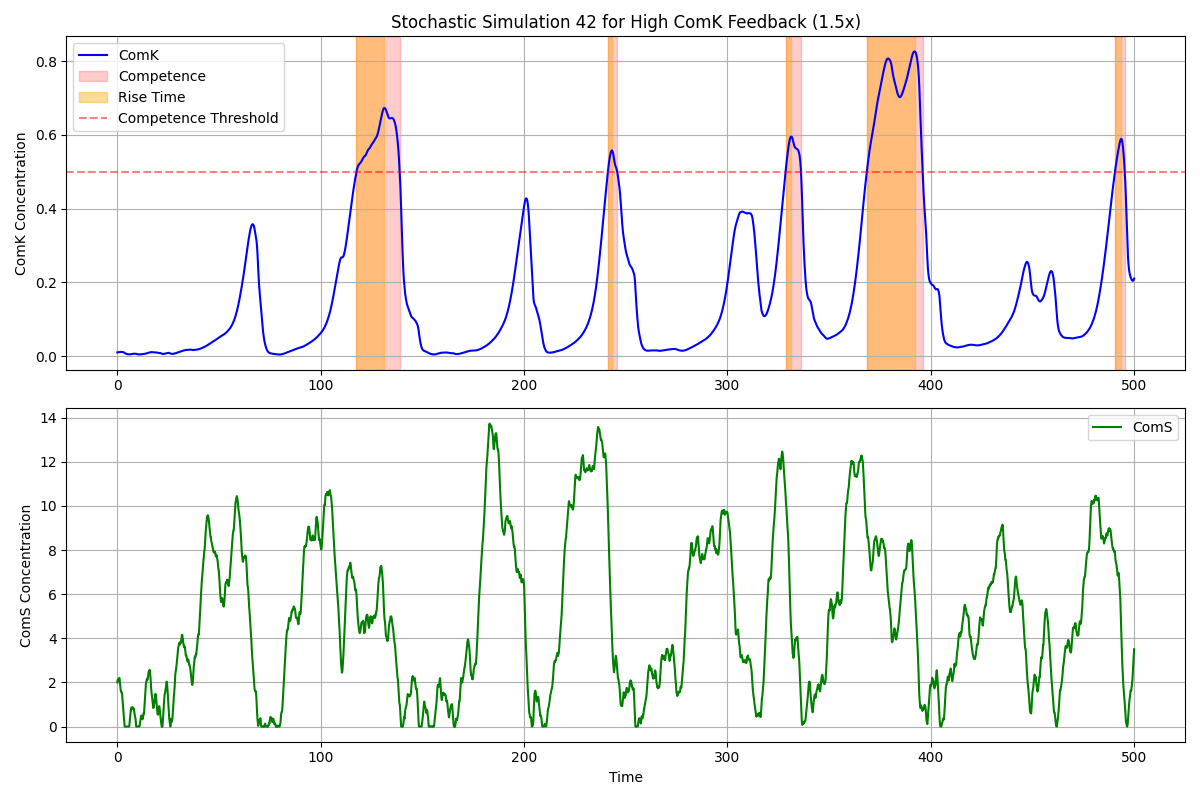 Stochastic Simulation 42 for High ComK Feedback (1.5x)
ComK
Competence
Rise Time
Competence Threshold
ComK Concentration
0.8
0.6
0.4
0.2
0.0
0 100 200 300 400 500
ComS
ComS Concentration
14
12
10
8
6
4
2
0
0 100 200 300 400 500
Time